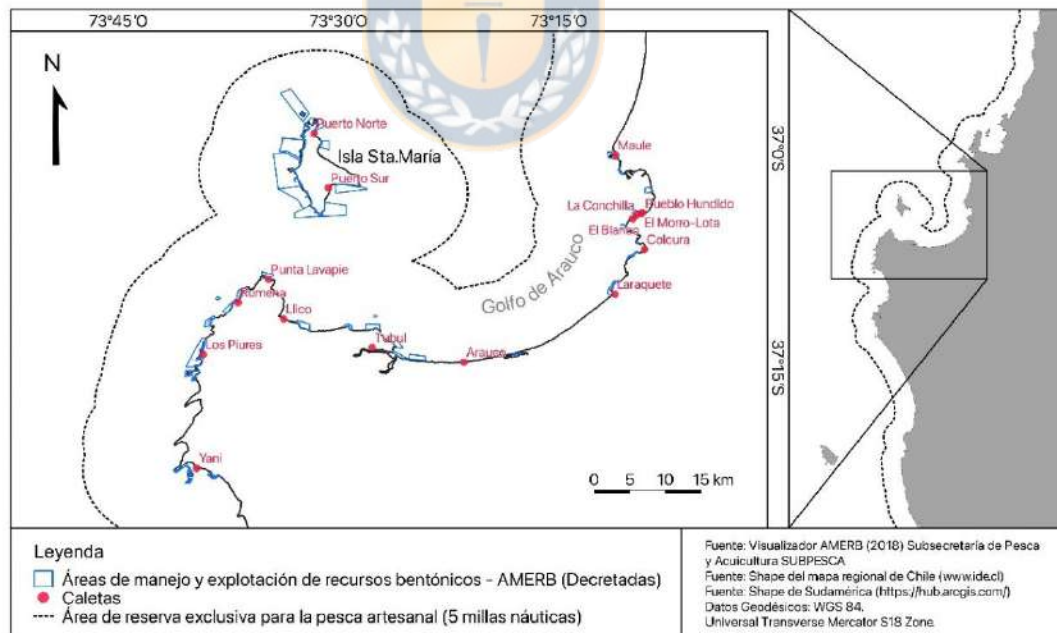 73°45'O 73°30'O 73°15'O
N
Puerto Norte
Isla Sta.María
Puerto Sur
Maule
La Conchilla
Pueblo Hundido
El Morro-Lota
El Blanco
Colcura
Golfo de Arauco
Punta Lavapie
Rumena
Laraquete
Llico
Tubul
Los Piures
Arauco
Yani
37°0'S
37°15'S
0 5 10 15 km
Leyenda
Áreas de manejo y explotación de recursos bentónicos - AMERB (Decretadas)
Caletas
Área de reserva exclusiva para la pesca artesanal (5 millas náuticas)
Fuente: Visualizador AMERB (2018) Subsecretaría de Pesca
y Acuicultura SUBPESCA
Fuente: Shape del mapa regional de Chile (www.ide.cl)
Fuente: Shape de Sudamérica (https://hub.arcgis.com/)
Datos Geodésicos: WGS 84.
Universal Transverse Mercator S18 Zone.